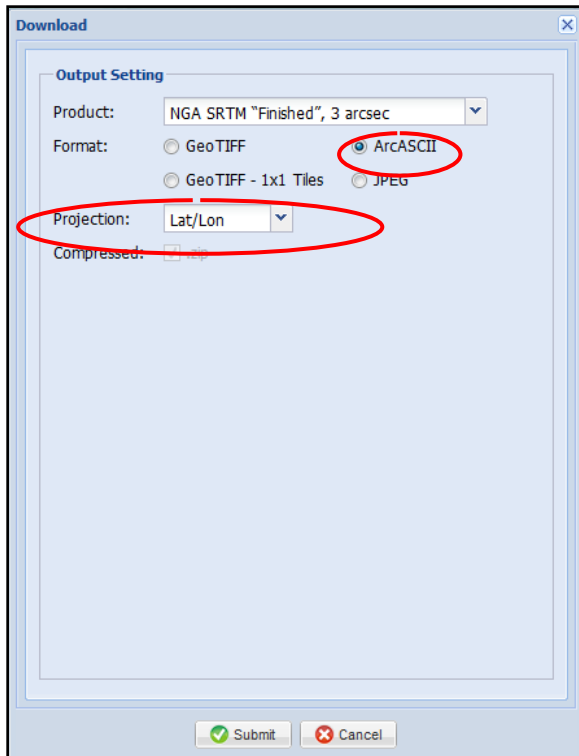 Download
Output Setting
Product: NGA SRTM “Finished”, 3 arcsec
Format: GeoTIFF ArcASCII
GeoTIFF - 1x1 Tiles JPEG
Projection: Lat/Lon
Compressed: .zip
Submit Cancel